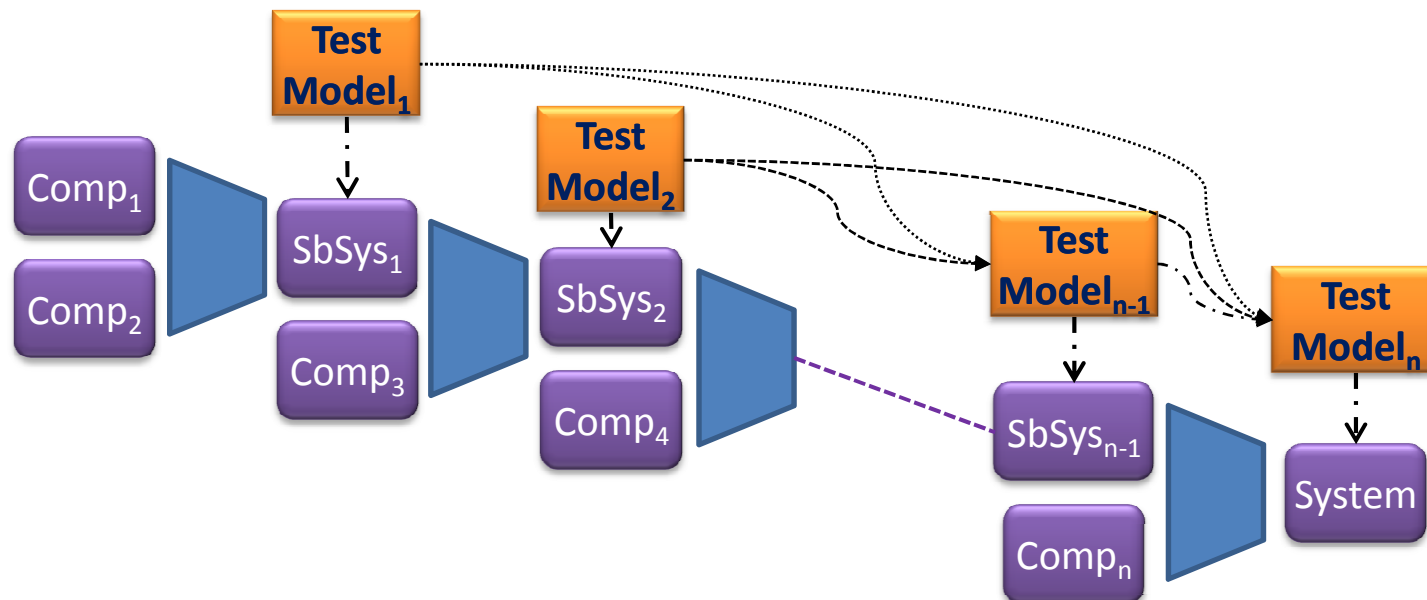 Test
Model₁
Test
Model₂
Comp₁
SbSys₁
Comp₂
SbSys₂
Comp₃
Comp₄
Test
Modelₙ₋₁
Test
Modelₙ
SbSysₙ₋₁
System
Compₙ